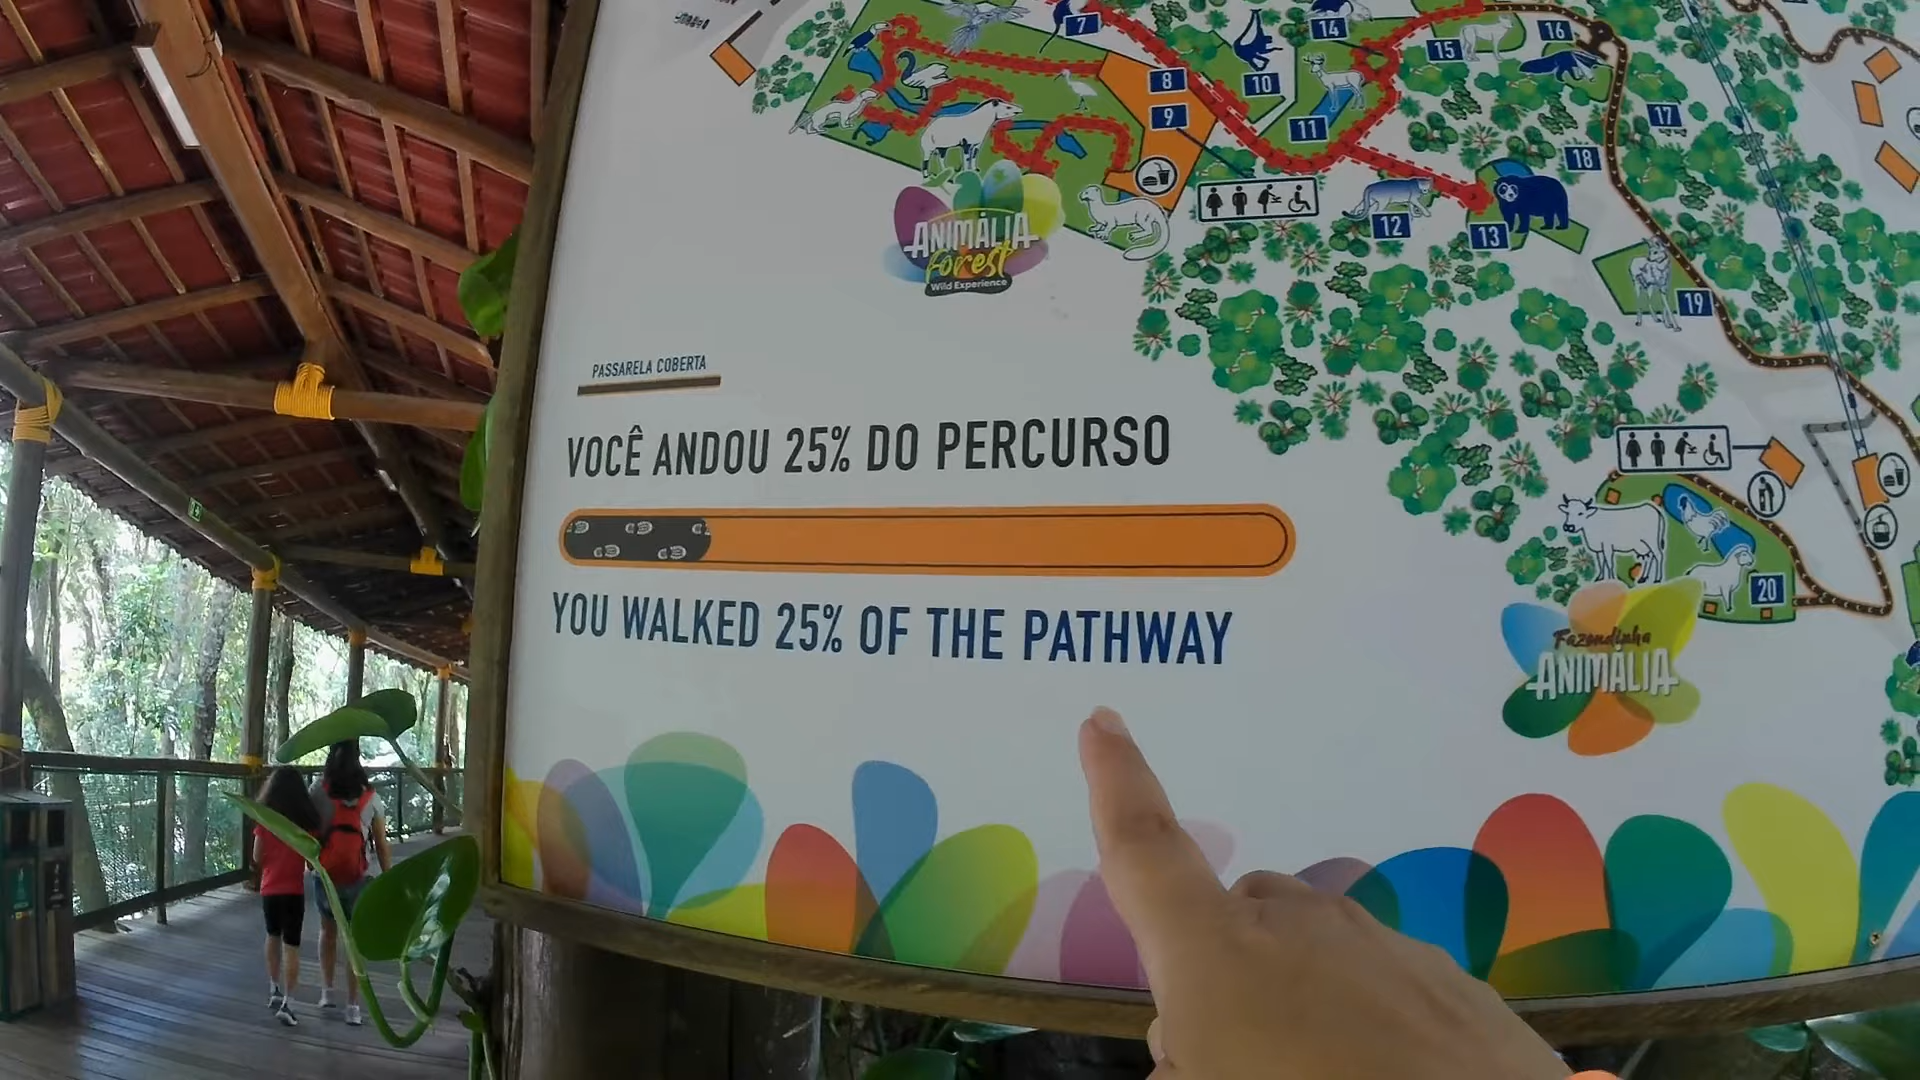 7
14
15
16
8
10
9
11
17
18
12
13
ANIMÁLIA
Forest
Wild Experience
19
PASSARELA COBERTA
VOCÊ ANDOU 25% DO PERCURSO
YOU WALKED 25% OF THE PATHWAY
20
Fazendinha
ANIMÁLIA